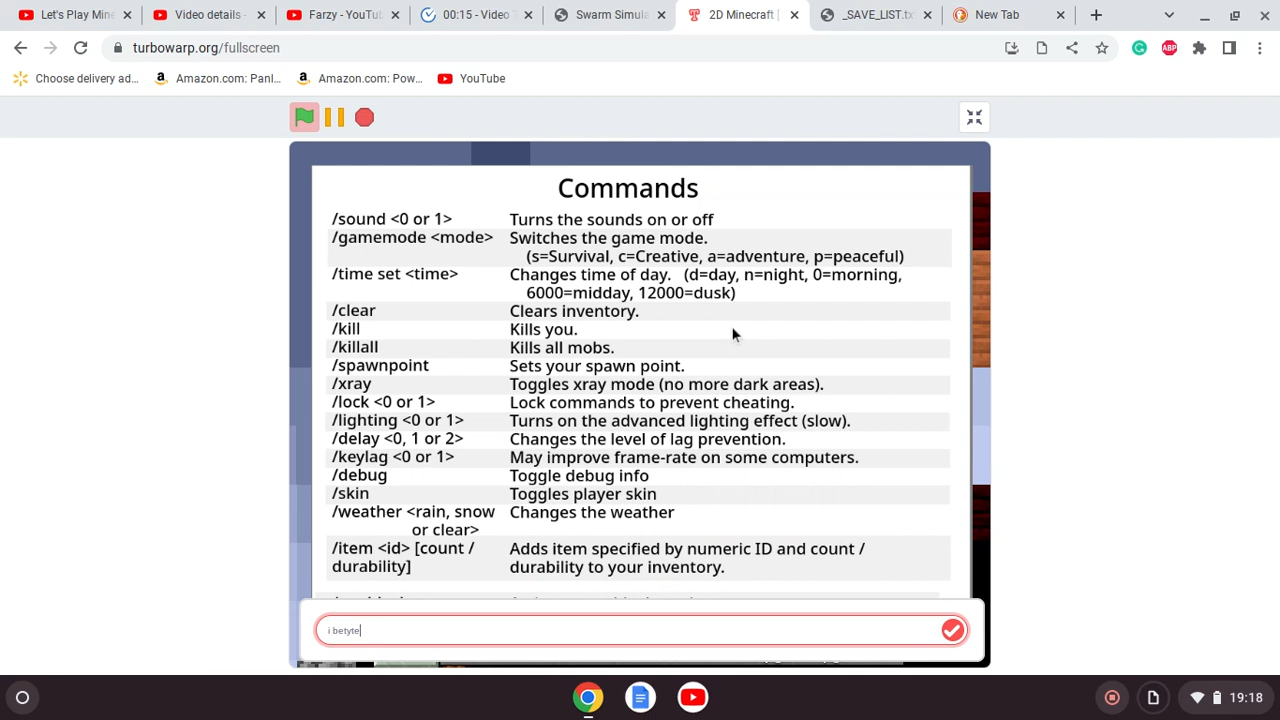 Let's Play Mine
Video details -
Farzy - YouTu
00:15 - Video T
Swarm Simula
2D Minecraft |
_SAVE_LIST.tx
New Tab
turbowarp.org/fullscreen
Choose delivery ad...
Amazon.com: Panl...
Amazon.com: Pow...
YouTube
Commands
/sound <0 or 1> Turns the sounds on or off
/gamemode <mode> Switches the game mode.
(s=Survival, c=Creative, a=adventure, p=peaceful)
/time set <time> Changes time of day. (d=day, n=night, 0=morning,
6000=midday, 12000=dusk)
/clear Clears inventory.
/kill Kills you.
/killall Kills all mobs.
/spawnpoint Sets your spawn point.
/xray Toggles xray mode (no more dark areas).
/lock <0 or 1> Lock commands to prevent cheating.
/lighting <0 or 1> Turns on the advanced lighting effect (slow).
/delay <0, 1 or 2> Changes the level of lag prevention.
/keylag <0 or 1> May improve frame-rate on some computers.
/debug Toggle debug info
/skin Toggles player skin
/weather <rain, snow Changes the weather
or clear>
/item <id> [count / Adds item specified by numeric ID and count /
durability] durability to your inventory.
i betyte
19:18